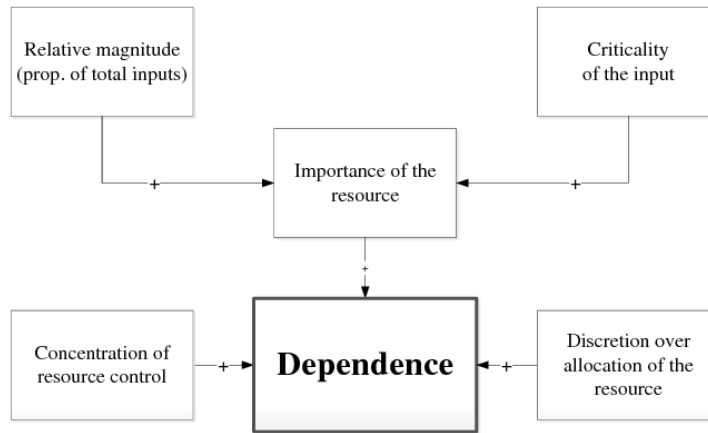 Relative magnitude
(prop. of total inputs)
Criticality
of the input
+
+
Importance of the
resource
+
Concentration of
resource control
+
Dependence
+
Discretion over
allocation of the
resource